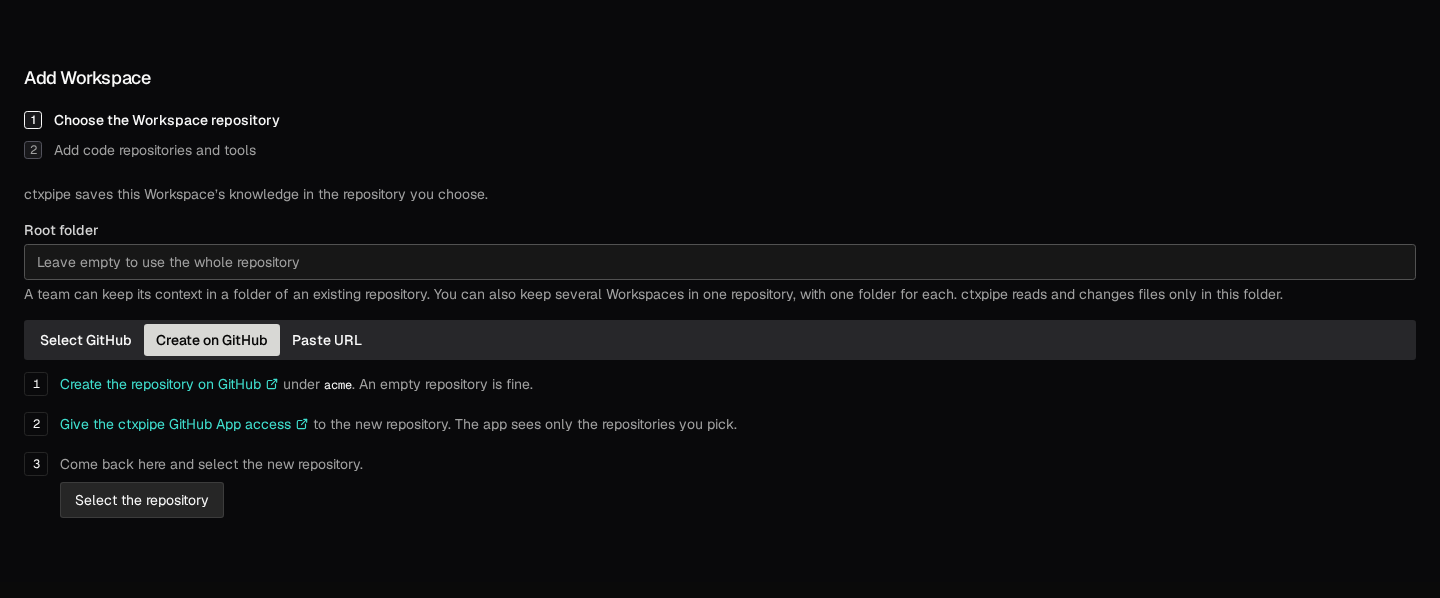 Add Workspace
1 Choose the Workspace repository
2 Add code repositories and tools
ctxpipe saves this Workspace's knowledge in the repository you choose.
Root folder
Leave empty to use the whole repository
A team can keep its context in a folder of an existing repository. You can also keep several Workspaces in one repository, with one folder for each. ctxpipe reads and changes files only in this folder.
Select GitHub Create on GitHub Paste URL
1 Create the repository on GitHub under acme. An empty repository is fine.
2 Give the ctxpipe GitHub App access to the new repository. The app sees only the repositories you pick.
3 Come back here and select the new repository.
Select the repository